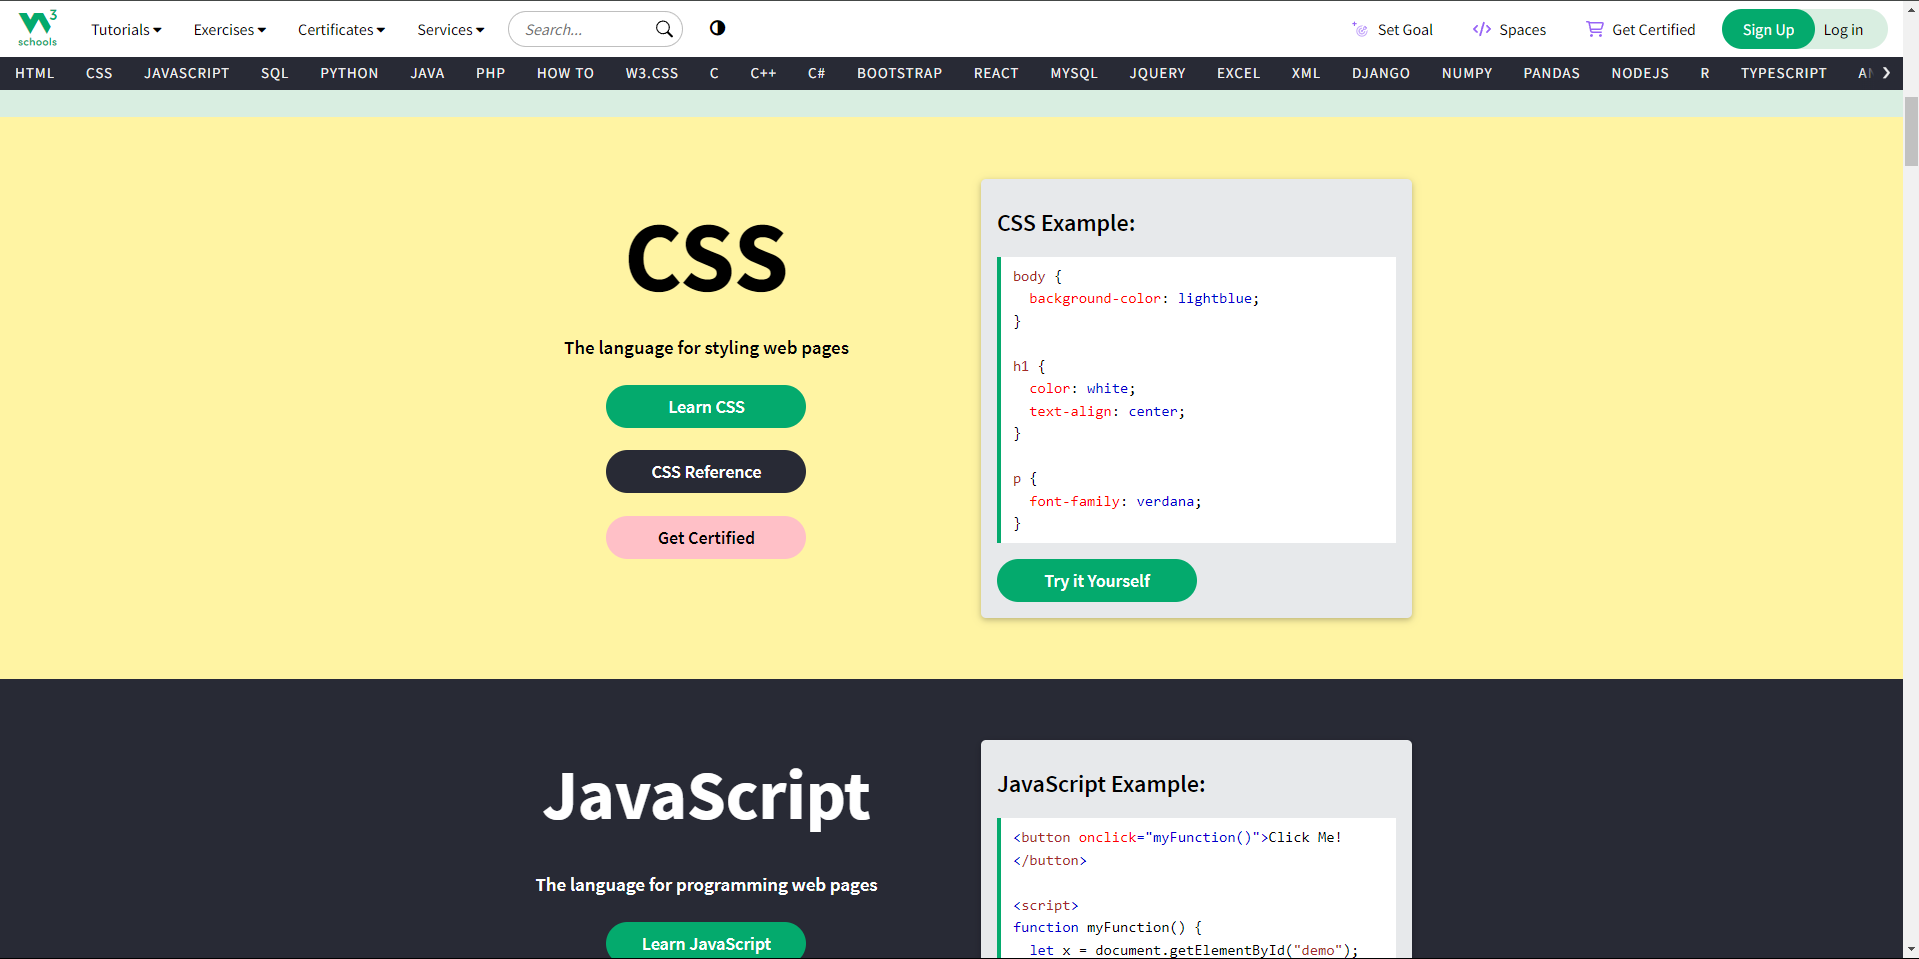 W3 schools
Tutorials Exercises Certificates Services Search... Set Goal Spaces Get Certified Sign Up Log in
HTML CSS JAVASCRIPT SQL PYTHON JAVA PHP HOW TO W3.CSS C C++ C# BOOTSTRAP REACT MYSQL JQUERY EXCEL XML DJANGO NUMPY PANDAS NODEJS R TYPESCRIPT
CSS
The language for styling web pages
Learn CSS
CSS Reference
Get Certified
CSS Example:
body {
  background-color: lightblue;
}
h1 {
  color: white;
  text-align: center;
}
p {
  font-family: verdana;
}
Try it Yourself
JavaScript
The language for programming web pages
Learn JavaScript
JavaScript Example:
<button onclick="myFunction()">Click Me!
</button>
<script>
function myFunction() {
  let x = document.getElementById("demo");